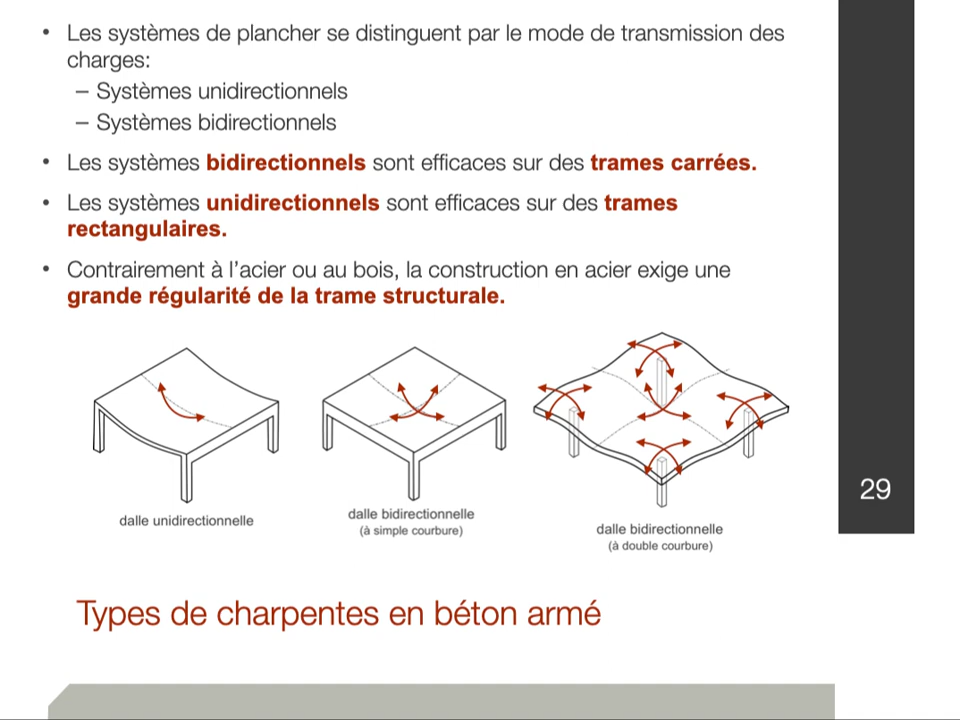 • Les systèmes de plancher se distinguent par le mode de transmission des
charges:
– Systèmes unidirectionnels
– Systèmes bidirectionnels
• Les systèmes bidirectionnels sont efficaces sur des trames carrées.
• Les systèmes unidirectionnels sont efficaces sur des trames
rectangulaires.
• Contrairement à l'acier ou au bois, la construction en acier exige une
grande régularité de la trame structurale.
dalle unidirectionnelle
dalle bidirectionnelle
(à simple courbure)
dalle bidirectionnelle
(à double courbure)
29
Types de charpentes en béton armé